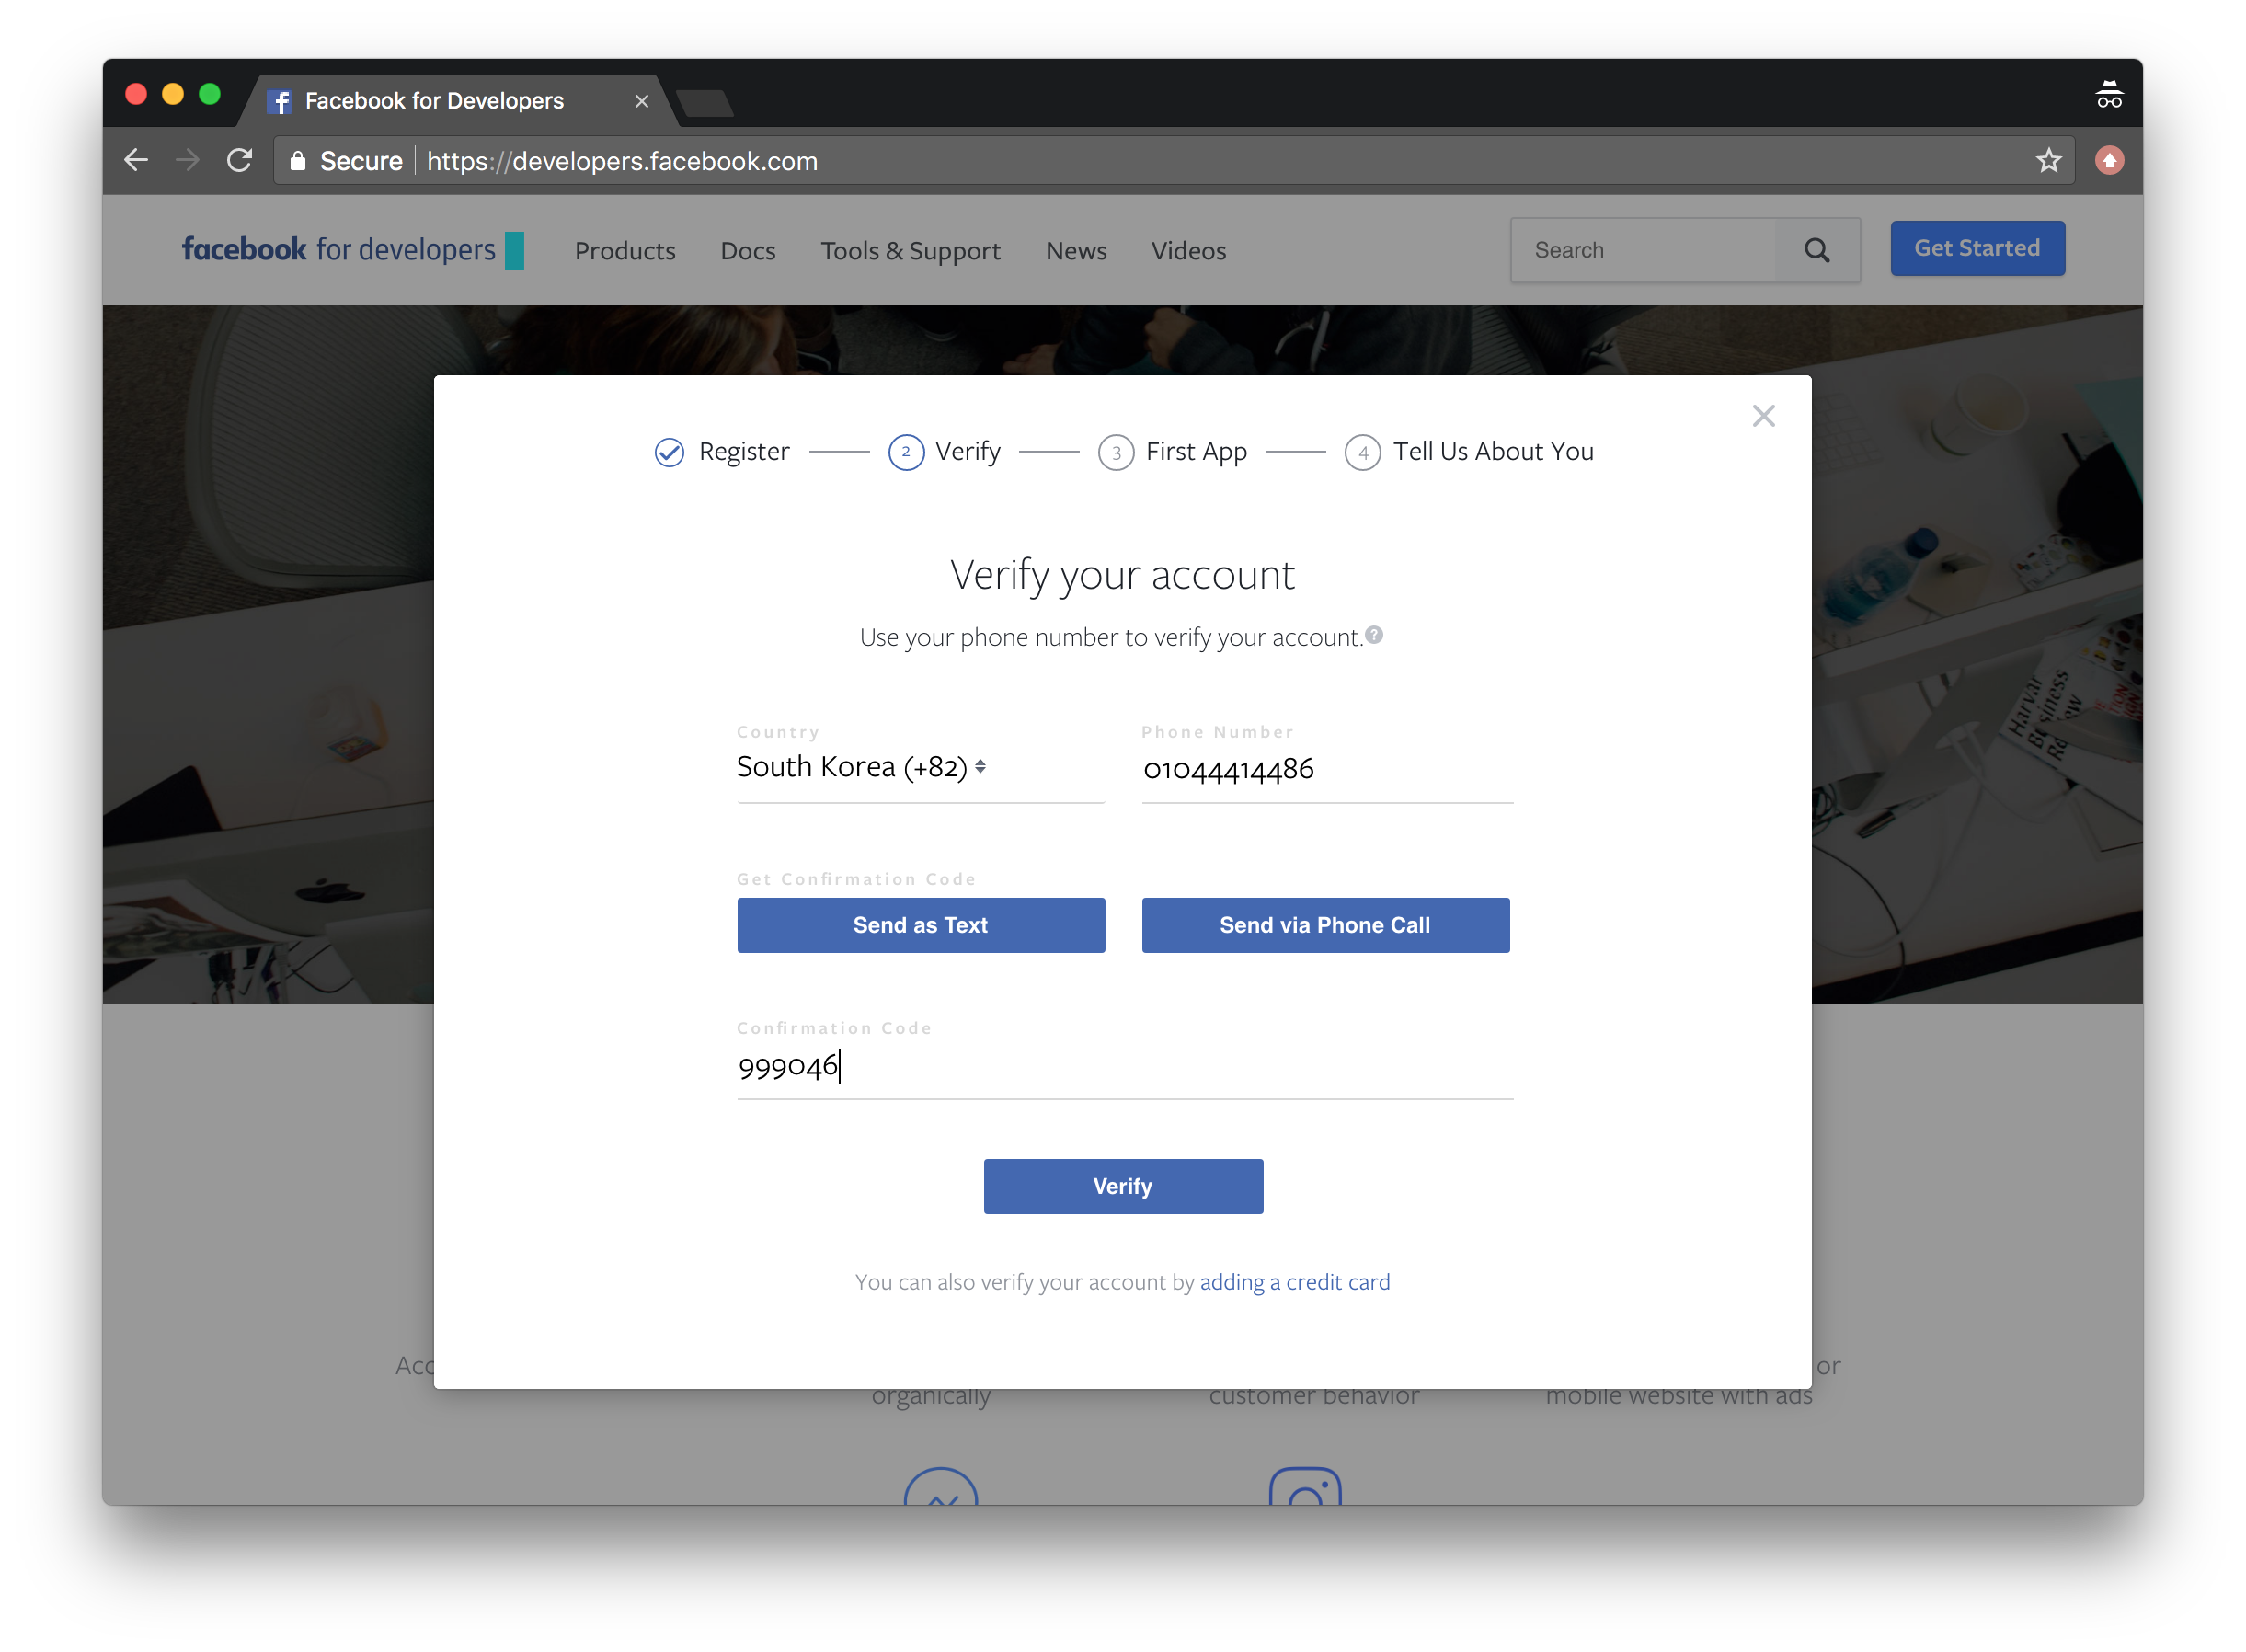 Facebook for Developers
Secure https://developers.facebook.com
facebook for developers Products Docs Tools & Support News Videos Search Get Started
Register 2 Verify 3 First App 4 Tell Us About You
Verify your account
Use your phone number to verify your account. ?
Country Phone Number
South Korea (+82) 01044414486
Get Confirmation Code
Send as Text Send via Phone Call
Confirmation Code
999046
Verify
You can also verify your account by adding a credit card
or
organically customer behavior mobile website with ads
Harvard
Business